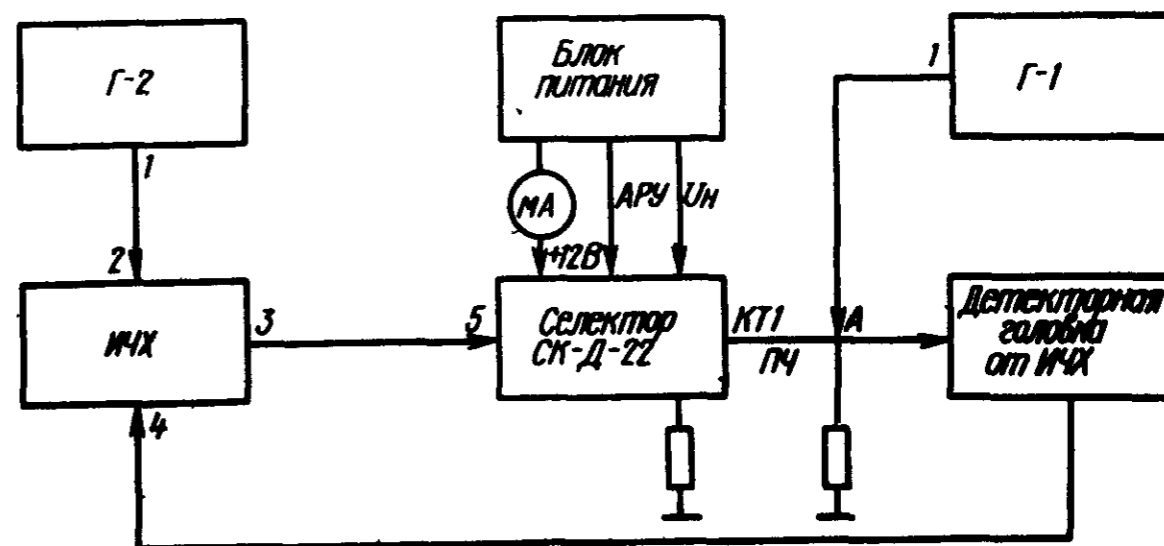 Г-2
Блок
питания
1
Г-1
1
МА
АРУ
Uн
2
+12В
ИЧХ
3
5
Селектор
СК-Д-22
КТ1
А
ПЧ
Детекторная
головка
от ИЧХ
4